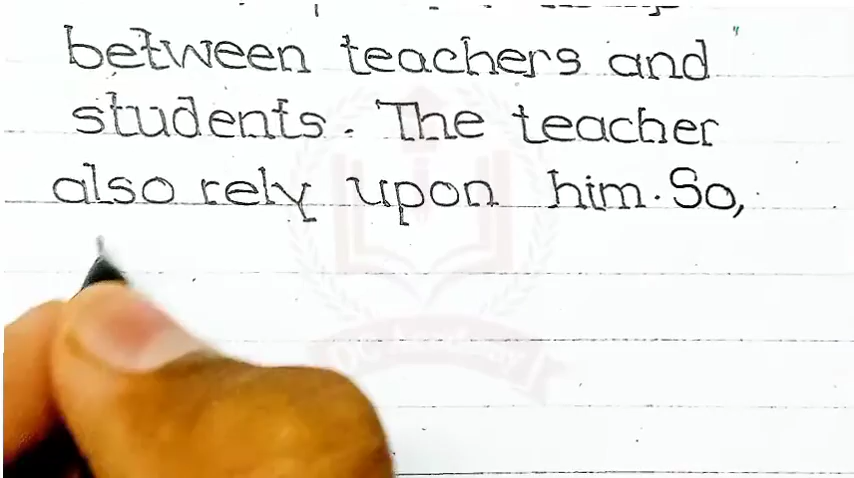 between teachers and
students. The teacher
also rely upon him. So,